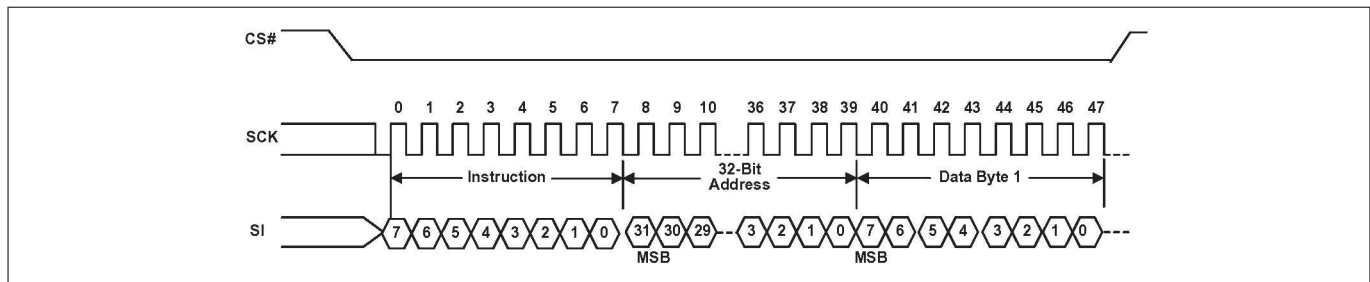 CS#
0 1 2 3 4 5 6 7 8 9 10 36 37 38 39 40 41 42 43 44 45 46 47
SCK
Instruction
32-Bit
Address
Data Byte 1
SI
7 6 5 4 3 2 1 0 31 30 29 3 2 1 0 7 6 5 4 3 2 1 0
MSB MSB